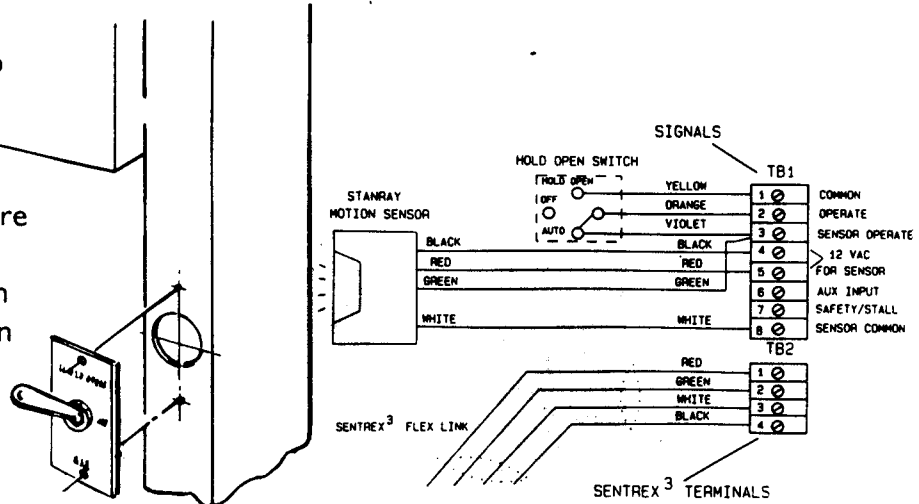 re
n
n
SIGNALS
TB1
HOLD OPEN SWITCH
HOLD OPEN
OFF
AUTO
STANRAY
MOTION SENSOR
YELLOW
ORANGE
VIOLET
BLACK BLACK
RED RED
GREEN GREEN
WHITE WHITE
1 COMMON
2 OPERATE
3 SENSOR OPERATE
4 12 VAC
5 FOR SENSOR
6 AUX INPUT
7 SAFETY/STALL
8 SENSOR COMMON
TB2
RED 1
GREEN 2
WHITE 3
BLACK 4
SENTREX3 FLEX LINK
SENTREX3 TERMINALS